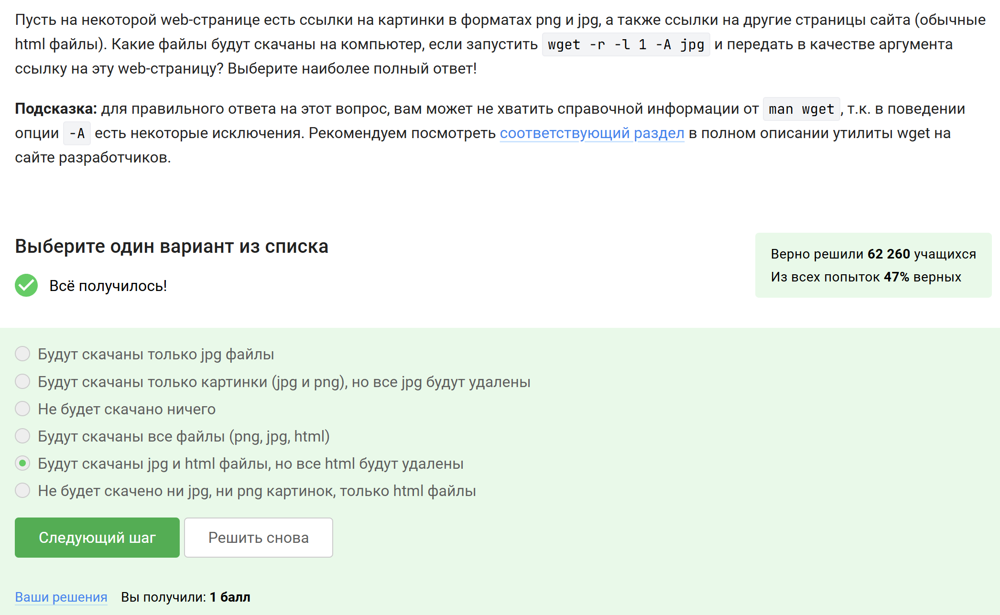 Пусть на некоторой web-странице есть ссылки на картинки в форматах png и jpg, а также ссылки на другие страницы сайта (обычные
html файлы). Какие файлы будут скачаны на компьютер, если запустить wget -r -l 1 -A jpg и передать в качестве аргумента
ссылку на эту web-страницу? Выберите наиболее полный ответ!
Подсказка: для правильного ответа на этот вопрос, вам может не хватить справочной информации от man wget, т.к. в поведении
опции -A есть некоторые исключения. Рекомендуем посмотреть соответствующий раздел в полном описании утилиты wget на
сайте разработчиков.
Выберите один вариант из списка
Верно решили 62 260 учащихся
Из всех попыток 47% верных
Всё получилось!
Будут скачаны только jpg файлы
Будут скачаны только картинки (jpg и png), но все jpg будут удалены
Не будет скачано ничего
Будут скачаны все файлы (png, jpg, html)
Будут скачаны jpg и html файлы, но все html будут удалены
Не будет скачено ни jpg, ни png картинок, только html файлы
Следующий шаг Решить снова
Ваши решения Вы получили: 1 балл